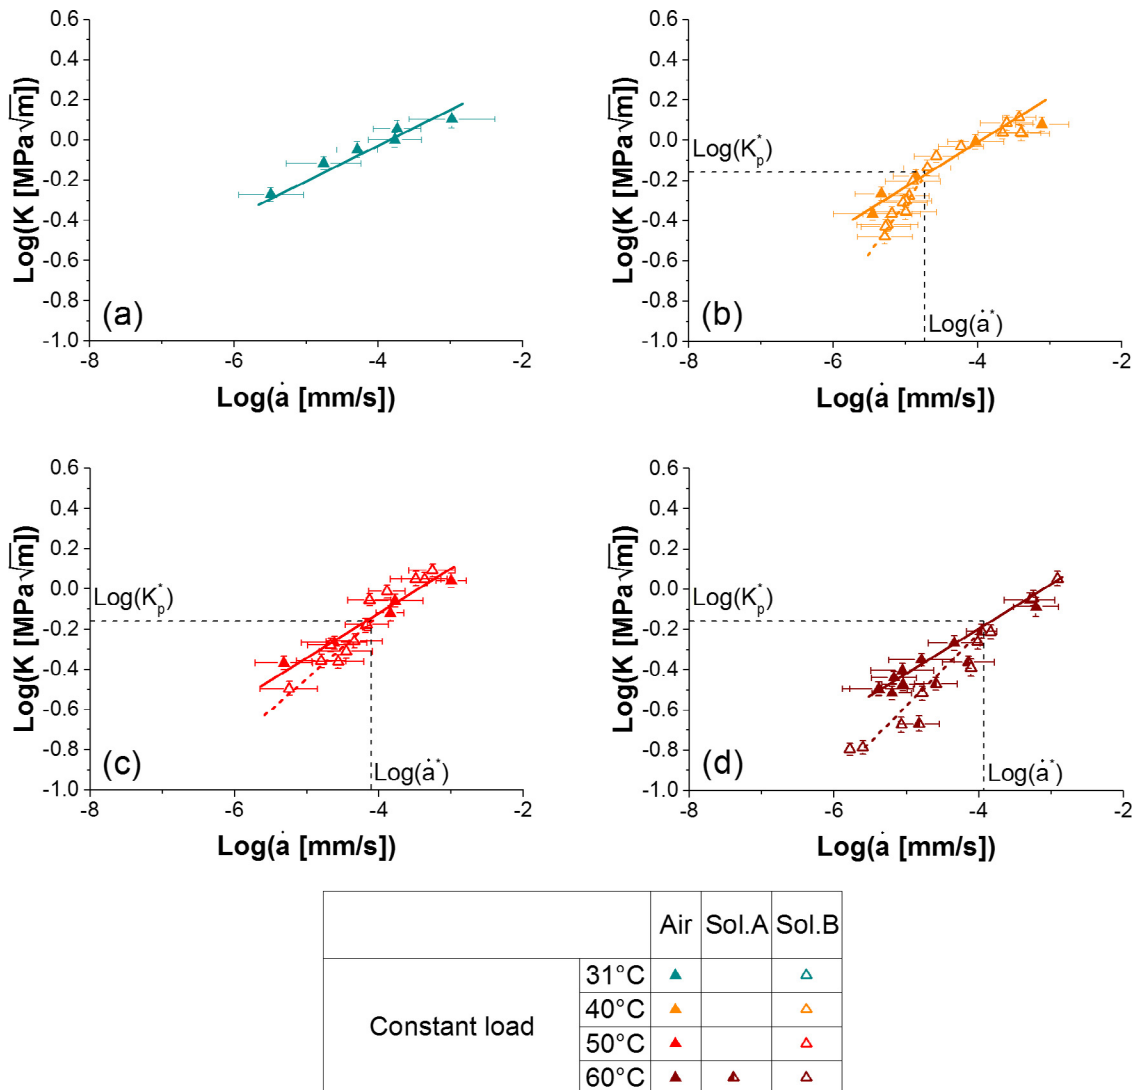 0.6
0.4
0.2
0.0
-0.2
-0.4
-0.6
-0.8
-1.0
Log(K [MPa√m])
(a)
-8 -6 -4 -2
Log(ȧ [mm/s])
0.6
0.4
0.2
0.0
-0.2
-0.4
-0.6
-0.8
-1.0
Log(K [MPa√m])
Log(K*p)
Log(ȧ*)
(b)
-8 -6 -4 -2
Log(ȧ [mm/s])
0.6
0.4
0.2
0.0
-0.2
-0.4
-0.6
-0.8
-1.0
Log(K [MPa√m])
Log(K*p)
Log(ȧ*)
(c)
-8 -6 -4 -2
Log(ȧ [mm/s])
0.6
0.4
0.2
0.0
-0.2
-0.4
-0.6
-0.8
-1.0
Log(K [MPa√m])
Log(K*p)
Log(ȧ*)
(d)
-8 -6 -4 -2
Log(ȧ [mm/s])
Air Sol.A Sol.B
Constant load
31°C
40°C
50°C
60°C